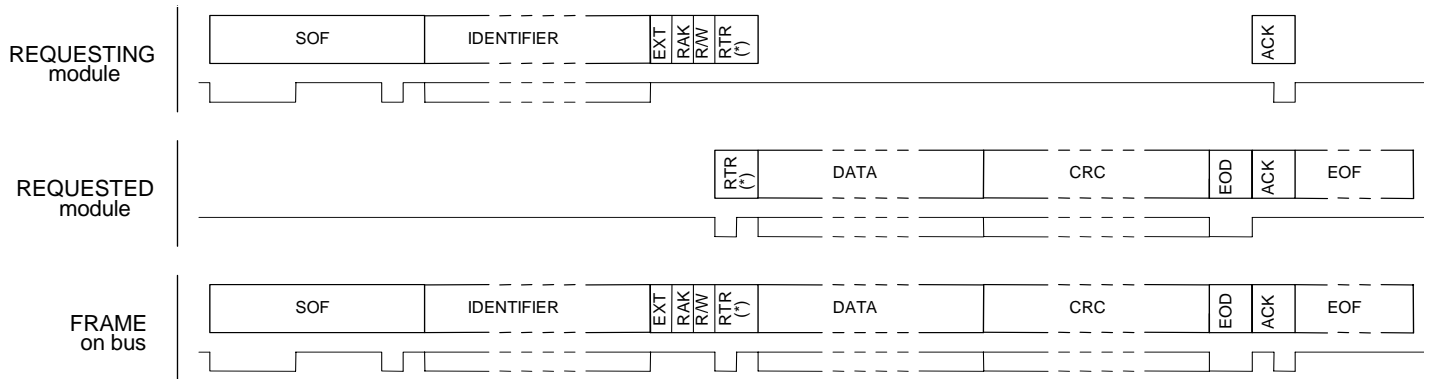 REQUESTING
module
SOF
IDENTIFIER
EXT
RAK
R/W
RTR
(*)
ACK
REQUESTED
module
RTR
(*)
DATA
CRC
EOD
ACK
EOF
FRAME
on bus
SOF
IDENTIFIER
EXT
RAK
R/W
RTR
(*)
DATA
CRC
EOD
ACK
EOF